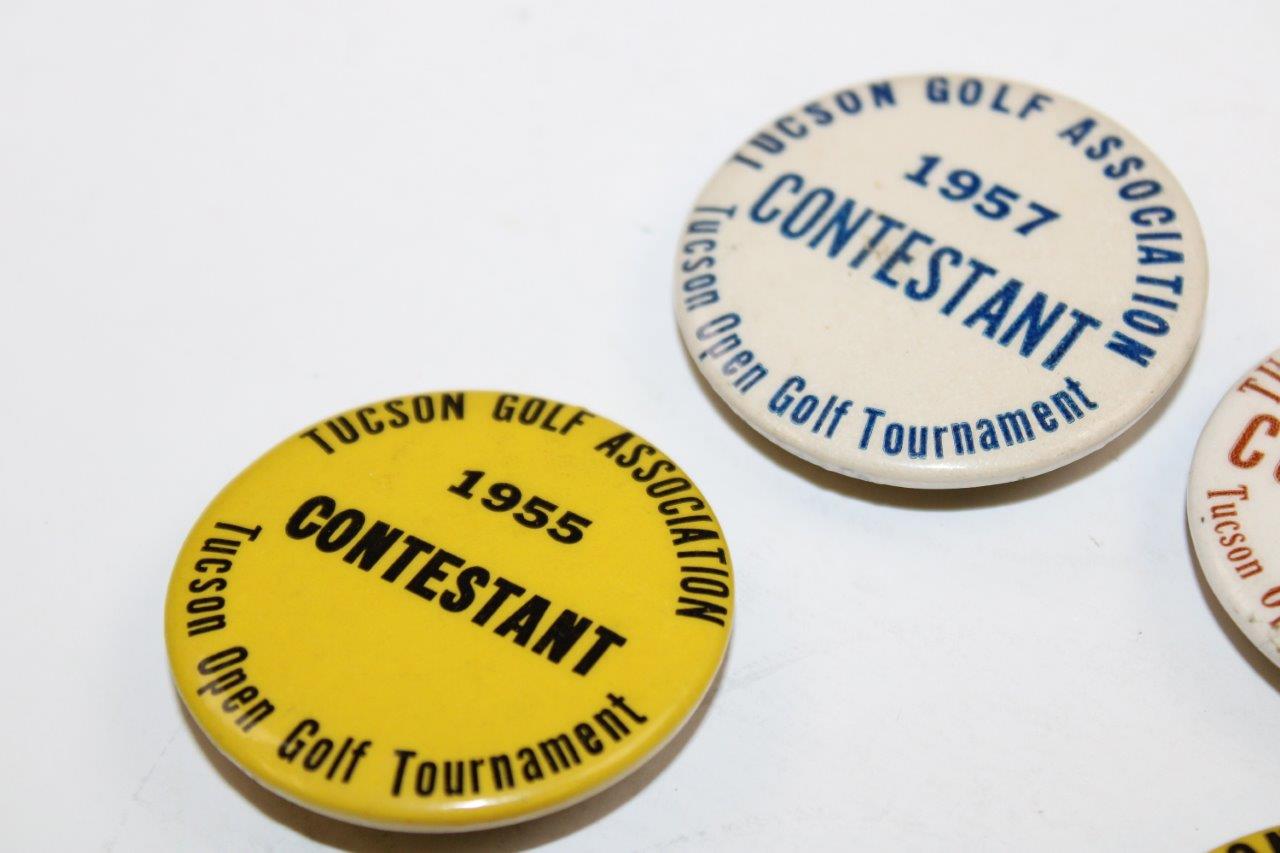 TUCSON GOLF ASSOCIATION
1957
CONTESTANT
Tucson Open Golf Tournament
TUCSON GOLF ASSOCIATION
1955
CONTESTANT
Tucson Open Golf Tournament
Tucson